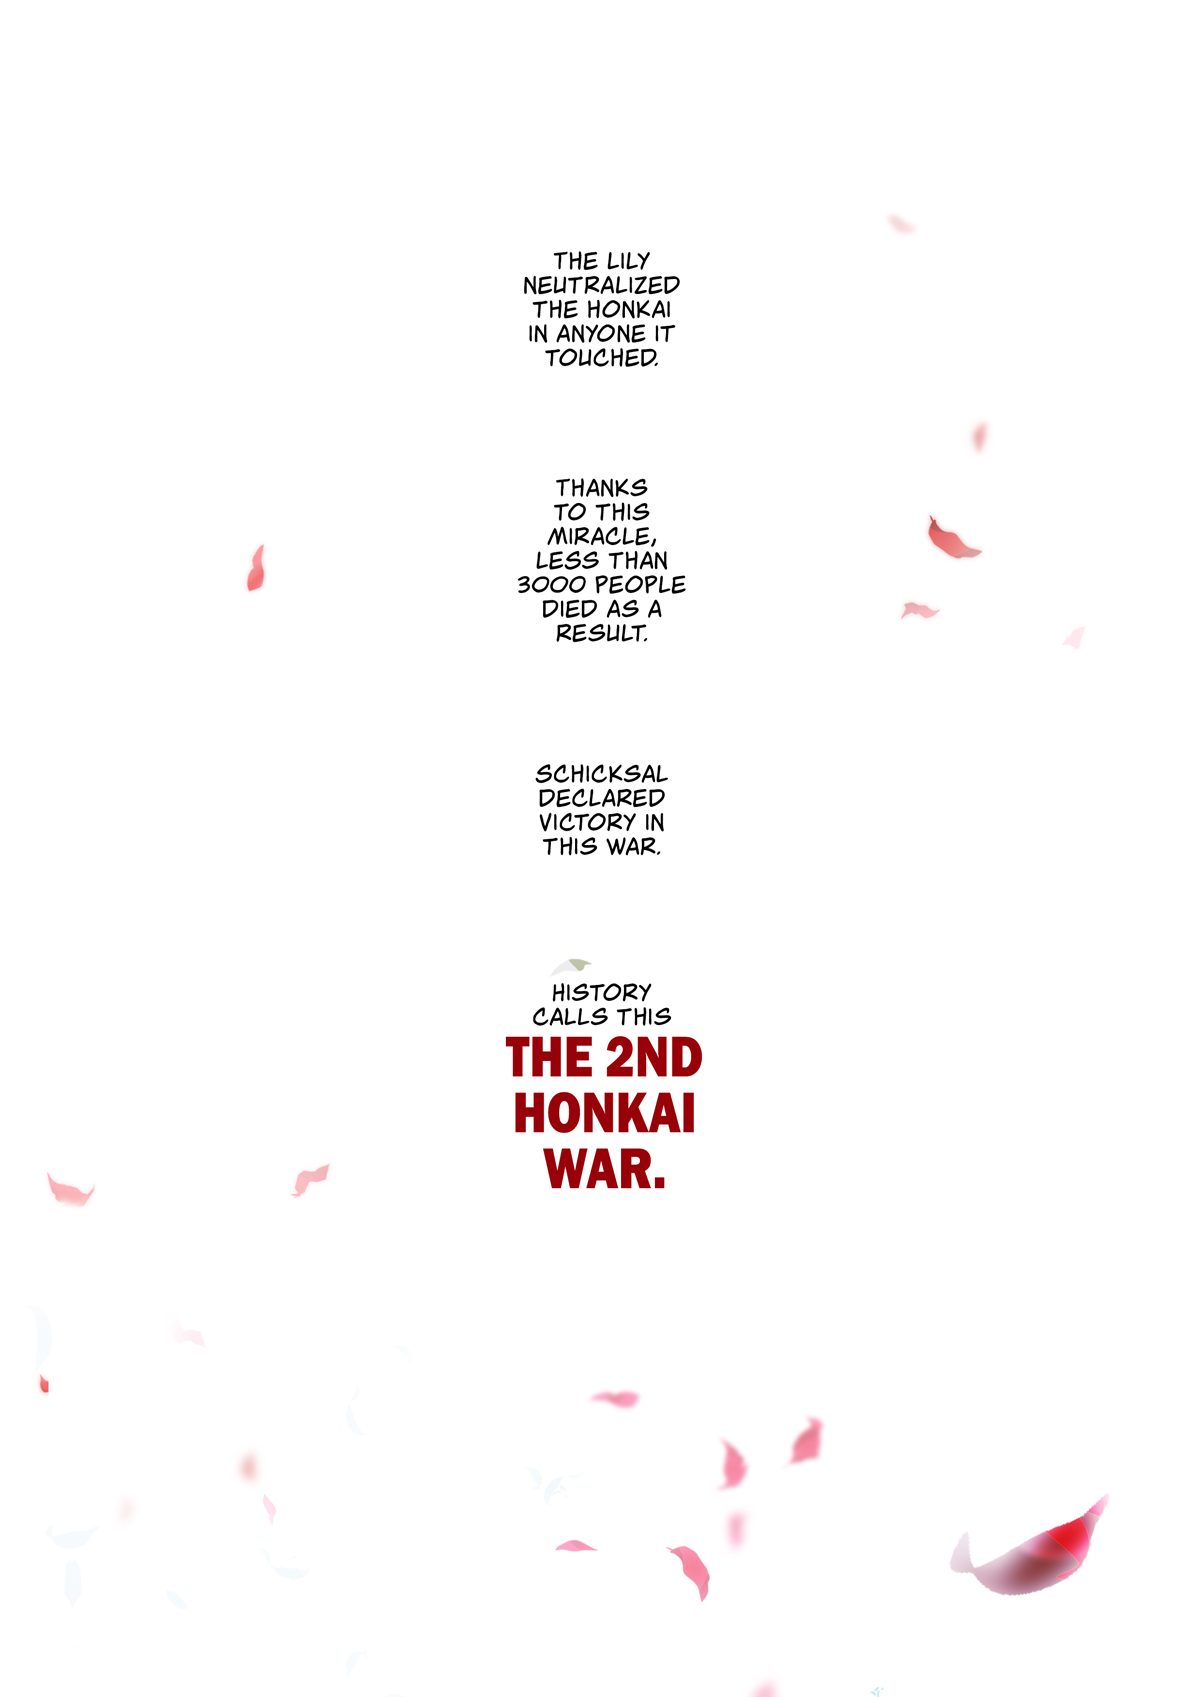 THE LILY
NEUTRALIZED
THE HONKAI
IN ANYONE IT
TOUCHED.
THANKS
TO THIS
MIRACLE,
LESS THAN
3000 PEOPLE
DIED AS A
RESULT.
SCHICKSAL
DECLARED
VICTORY IN
THIS WAR.
HISTORY
CALLS THIS
THE 2ND
HONKAI
WAR.